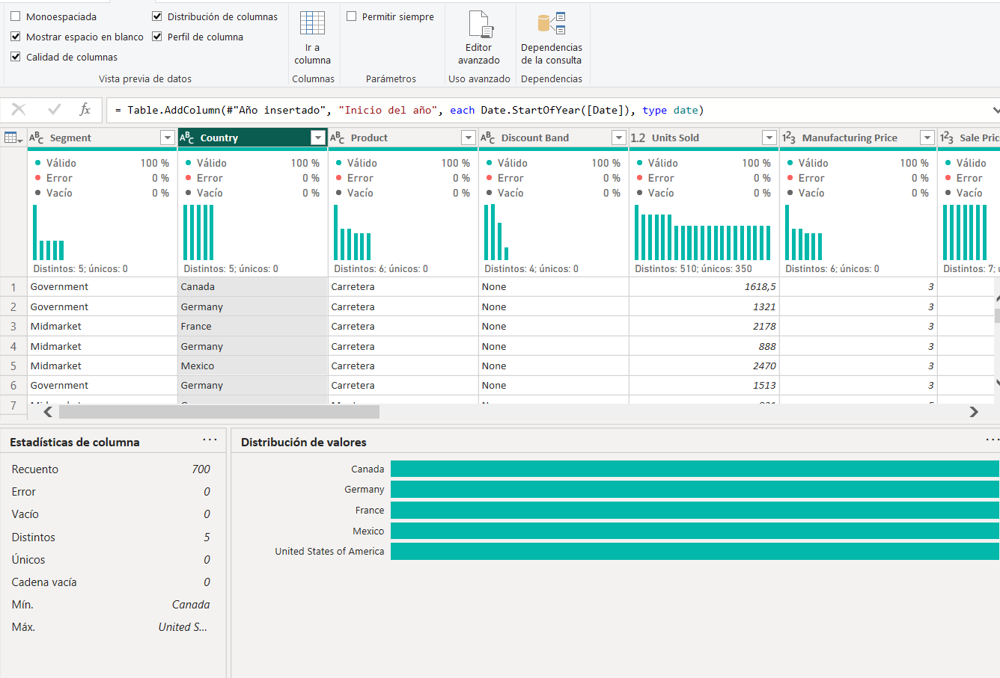 Monoespaciada
Distribución de columnas
Mostrar espacio en blanco
Perfil de columna
Calidad de columnas
Vista previa de datos
Ir a
columna
Columnas
Permitir siempre
Parámetros
Editor
avanzado
Uso avanzado
Dependencias
de la consulta
Dependencias
fx
= Table.AddColumn(#"Año insertado", "Inicio del año", each Date.StartOfYear([Date]), type date)
ABC Segment ABC Country ABC Product ABC Discount Band 1.2 Units Sold 123 Manufacturing Price 123 Sale Pric
Válido 100 % Válido 100 % Válido 100 % Válido 100 % Válido 100 % Válido 100 % Válido
Error 0 % Error 0 % Error 0 % Error 0 % Error 0 % Error 0 % Error
Vacío 0 % Vacío 0 % Vacío 0 % Vacío 0 % Vacío 0 % Vacío 0 % Vacío
Distintos: 5; únicos: 0 Distintos: 5; únicos: 0 Distintos: 6; únicos: 0 Distintos: 4; únicos: 0 Distintos: 510; únicos: 350 Distintos: 6; únicos: 0 Distintos: 7;
1 Government Canada Carretera None 1618,5 3
2 Government Germany Carretera None 1321 3
3 Midmarket France Carretera None 2178 3
4 Midmarket Germany Carretera None 888 3
5 Midmarket Mexico Carretera None 2470 3
6 Government Germany Carretera None 1513 3
7
Estadísticas de columna ...
Recuento 700
Error 0
Vacío 0
Distintos 5
Únicos 0
Cadena vacía 0
Mín. Canada
Máx. United S...
Distribución de valores ...
Canada
Germany
France
Mexico
United States of America